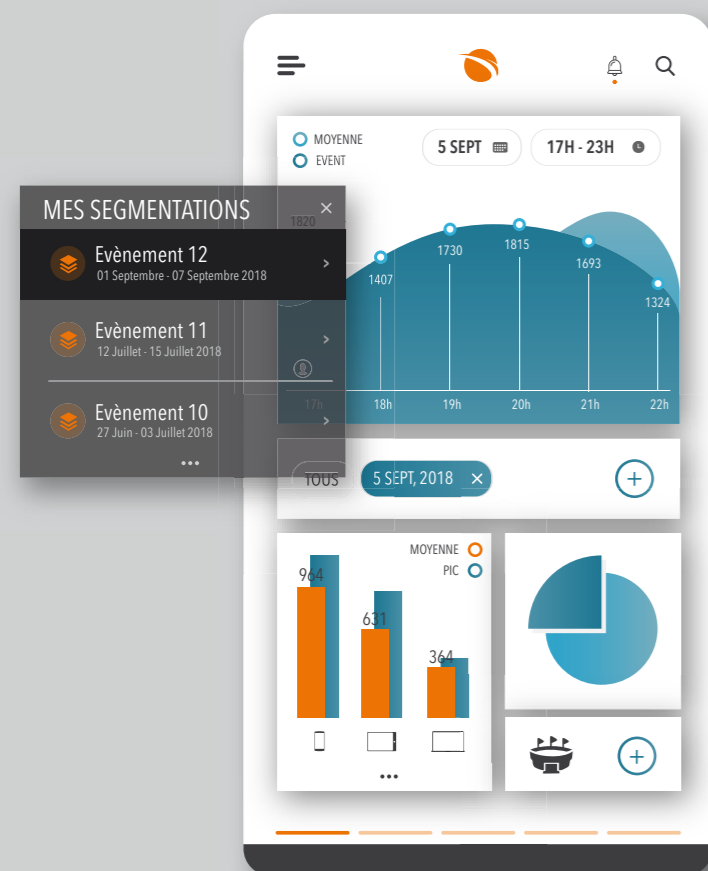 MOYENNE
EVENT
5 SEPT
17H - 23H
MES SEGMENTATIONS
Evènement 12
01 Septembre - 07 Septembre 2018
Evènement 11
12 Juillet - 15 Juillet 2018
Evènement 10
27 Juin - 03 Juillet 2018
1820
1407
1730
1815
1693
1324
17h
18h
19h
20h
21h
22h
TOUS
5 SEPT, 2018
MOYENNE
PIC
964
631
364